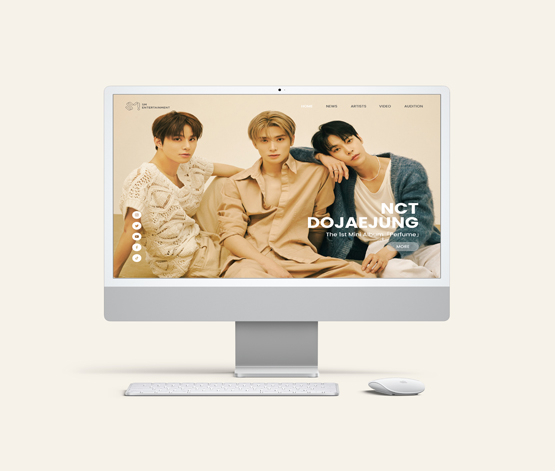 SM
ENTERTAINMENT
HOME NEWS ARTISTS VIDEO AUDITION
NCT
DOJAEJUNG
The 1st Mini Album 'Perfume'
MORE